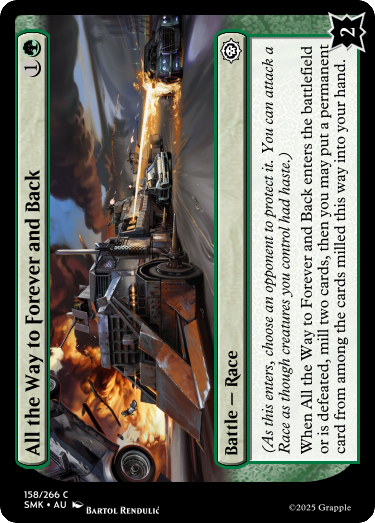 All the Way to Forever and Back
Battle — Race
2
(As this enters, choose an opponent to protect it. You can attack a
Race as though creatures you control had haste.)
When All the Way to Forever and Back enters the battlefield
or is defeated, mill two cards, then you may put a permanent
card from among the cards milled this way into your hand.
158/266 C
SMK • AU BARTOL RENDULIĆ
©2025 Grapple